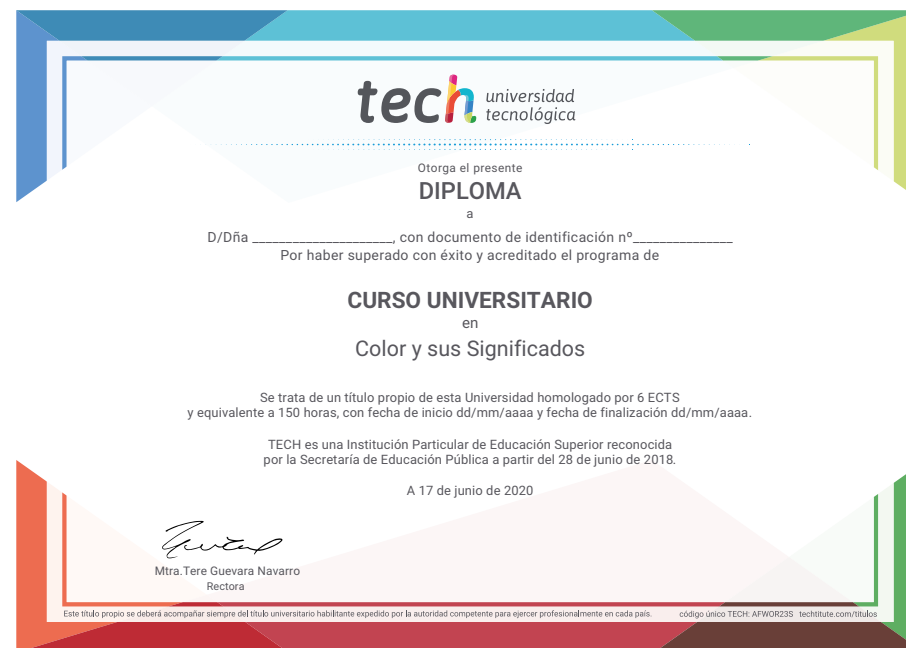 tech universidad
tecnológica
Otorga el presente
DIPLOMA
a
D/Dña ______________________, con documento de identificación nº_______________
Por haber superado con éxito y acreditado el programa de
CURSO UNIVERSITARIO
en
Color y sus Significados
Se trata de un título propio de esta Universidad homologado por 6 ECTS
y equivalente a 150 horas, con fecha de inicio dd/mm/aaaa y fecha de finalización dd/mm/aaaa.
TECH es una Institución Particular de Educación Superior reconocida
por la Secretaría de Educación Pública a partir del 28 de junio de 2018.
A 17 de junio de 2020
Mtra.Tere Guevara Navarro
Rectora
Este título propio se deberá acompañar siempre del título universitario habilitante expedido por la autoridad competente para ejercer profesionalmente en cada país. código único TECH: AFWOR23S techtitute.com/titulos